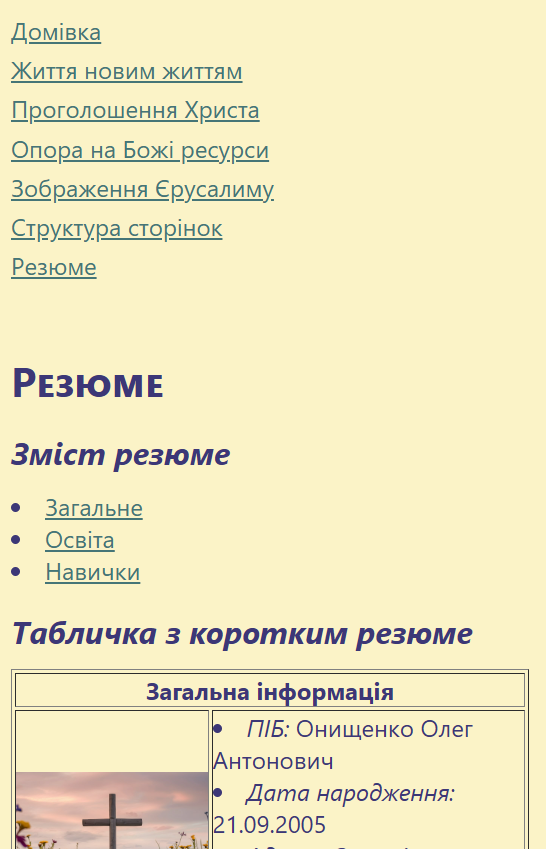 Домівка
Життя новим життям
Проголошення Христа
Опора на Божі ресурси
Зображення Єрусалиму
Структура сторінок
Резюме
Резюме
Зміст резюме
Загальне
Освіта
Навички
Табличка з коротким резюме
Загальна інформація
ПІБ: Онищенко Олег
Антонович
Дата народження:
21.09.2005